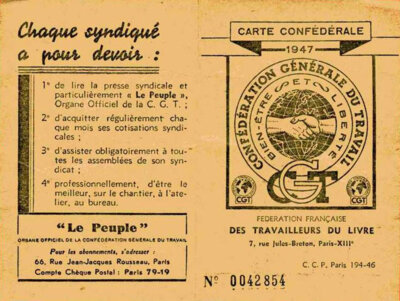 Chaque syndiqué
a pour devoir :
1° de lire la presse syndicale et
particulièrement « Le Peuple »,
Organe Officiel de la C. G. T. ;
2° d'acquitter régulièrement cha-
que mois ses cotisations syndi-
cales ;
3° d'assister obligatoirement à tou-
tes les assemblées de son syn-
dicat ;
4° professionnellement, d'être le
meilleur, sur le chantier, à l'ate-
lier, au bureau.
"Le Peuple"
ORGANE OFFICIEL DE LA CONFÉDÉRATION GÉNÉRALE DU TRAVAIL
Pour les abonnements, s'adresser :
66, Rue Jean-Jacques Rousseau, Paris
Compte Chèque Postal : Paris 79-19
CARTE CONFÉDÉRALE
1947
CONFÉDÉRATION GÉNÉRALE DU TRAVAIL
BIEN-ÊTRE ET LIBERTÉ
CGT
CGT
CGT
FEDERATION FRANÇAISE
DES TRAVAILLEURS DU LIVRE
7, rue Jules-Breton, Paris-XIIIe
C. C. P. Paris 194-46
N° 0042854